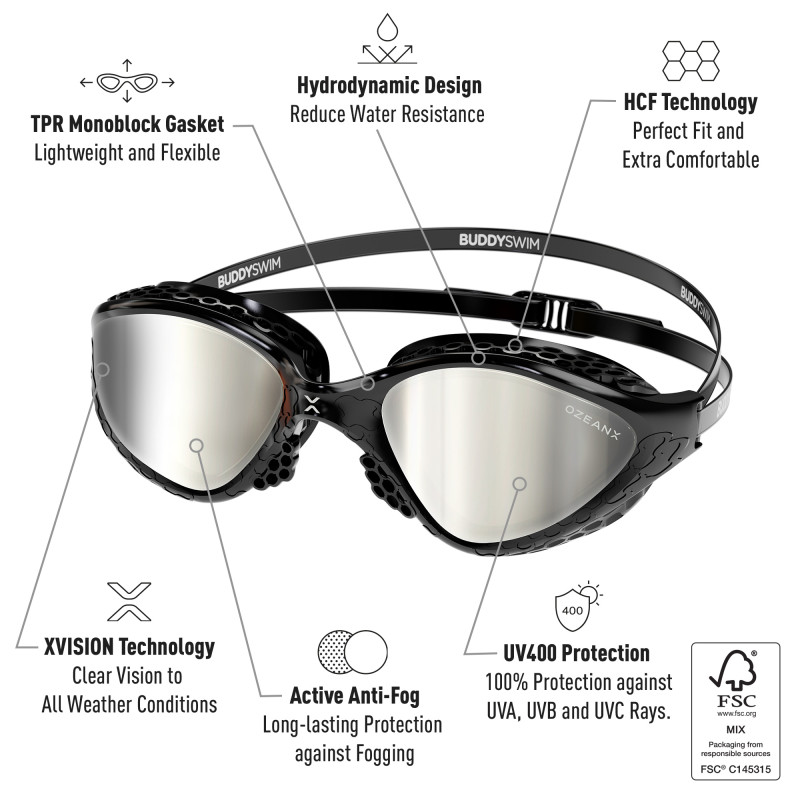 Hydrodynamic Design
Reduce Water Resistance
HCF Technology
Perfect Fit and
Extra Comfortable
TPR Monoblock Gasket
Lightweight and Flexible
BUDDYSWIM
BUDDYSWIM
BUDDYSWIM
OZEANX
XVISION Technology
Clear Vision to
All Weather Conditions
Active Anti-Fog
Long-lasting Protection
against Fogging
400
UV400 Protection
100% Protection against
UVA, UVB and UVC Rays.
FSC
www.fsc.org
MIX
Packaging from
responsible sources
FSC® C145315